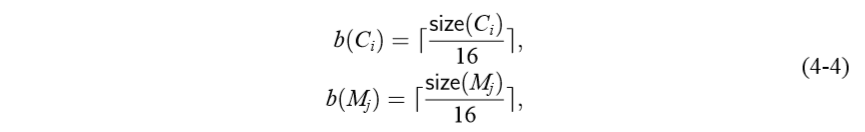 b(C_i) = ⌈size(C_i)/16⌉,
b(M_j) = ⌈size(M_j)/16⌉,
(4-4)